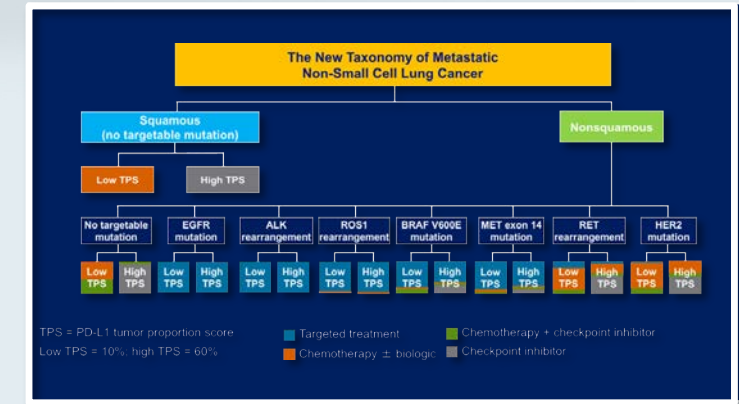 The New Taxonomy of Metastatic
Non-Small Cell Lung Cancer
Squamous
(no targetable mutation)
Nonsquamous
Low TPS
High TPS
No targetable
mutation
EGFR
mutation
ALK
rearrangement
ROS1
rearrangement
BRAF V600E
mutation
MET exon 14
mutation
RET
rearrangement
HER2
mutation
Low
TPS
High
TPS
Low
TPS
High
TPS
Low
TPS
High
TPS
Low
TPS
High
TPS
Low
TPS
High
TPS
Low
TPS
High
TPS
Low
TPS
High
TPS
Low
TPS
High
TPS
TPS = PD-L1 tumor proportion score
Low TPS = 10%, high TPS = 60%
Targeted treatment
Chemotherapy ± biologic
Chemotherapy + checkpoint inhibitor
Checkpoint inhibitor